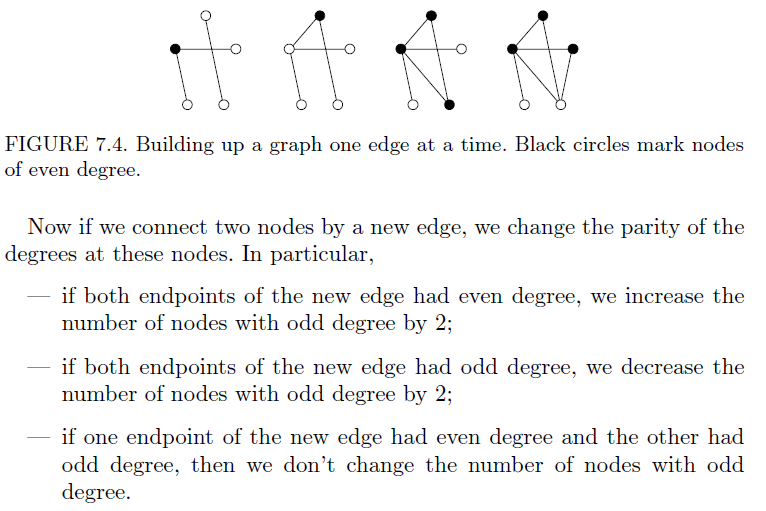 FIGURE 7.4. Building up a graph one edge at a time. Black circles mark nodes
of even degree.
Now if we connect two nodes by a new edge, we change the parity of the
degrees at these nodes. In particular,
— if both endpoints of the new edge had even degree, we increase the
number of nodes with odd degree by 2;
— if both endpoints of the new edge had odd degree, we decrease the
number of nodes with odd degree by 2;
— if one endpoint of the new edge had even degree and the other had
odd degree, then we don't change the number of nodes with odd
degree.